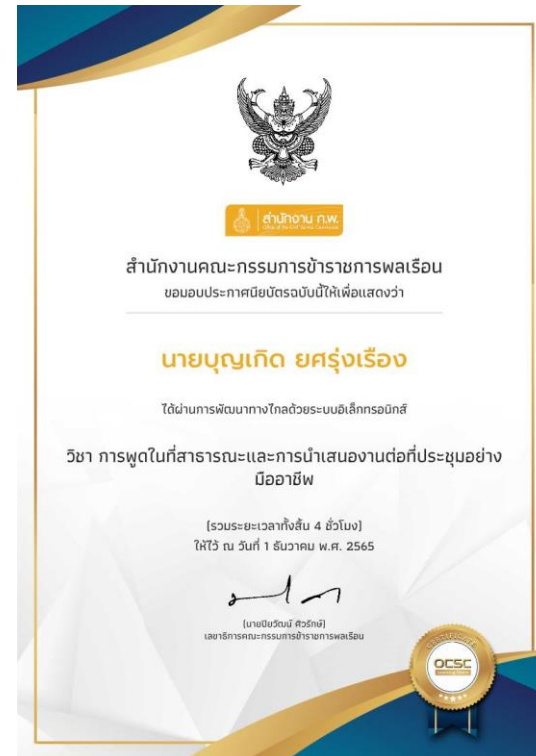 สำนักงาน ก.พ.
สำนักงานคณะกรรมการข้าราชการพลเรือน
ขอมอบประกาศนียบัตรฉบับนี้ให้เพื่อแสดงว่า
นายบุญเกิด ยศรุ่งเรือง
ได้ผ่านการพัฒนาทางไกลด้วยระบบอิเล็กทรอนิกส์
วิชา การพูดในที่สาธารณะและการนำเสนองานต่อที่ประชุมอย่าง
มืออาชีพ
(รวมระยะเวลาทั้งสิ้น 4 ชั่วโมง)
ให้ไว้ ณ วันที่ 1 ธันวาคม พ.ศ. 2565
(นายปิยวัฒน์ ศิวรักษ์)
เลขาธิการคณะกรรมการข้าราชการพลเรือน
OCSC